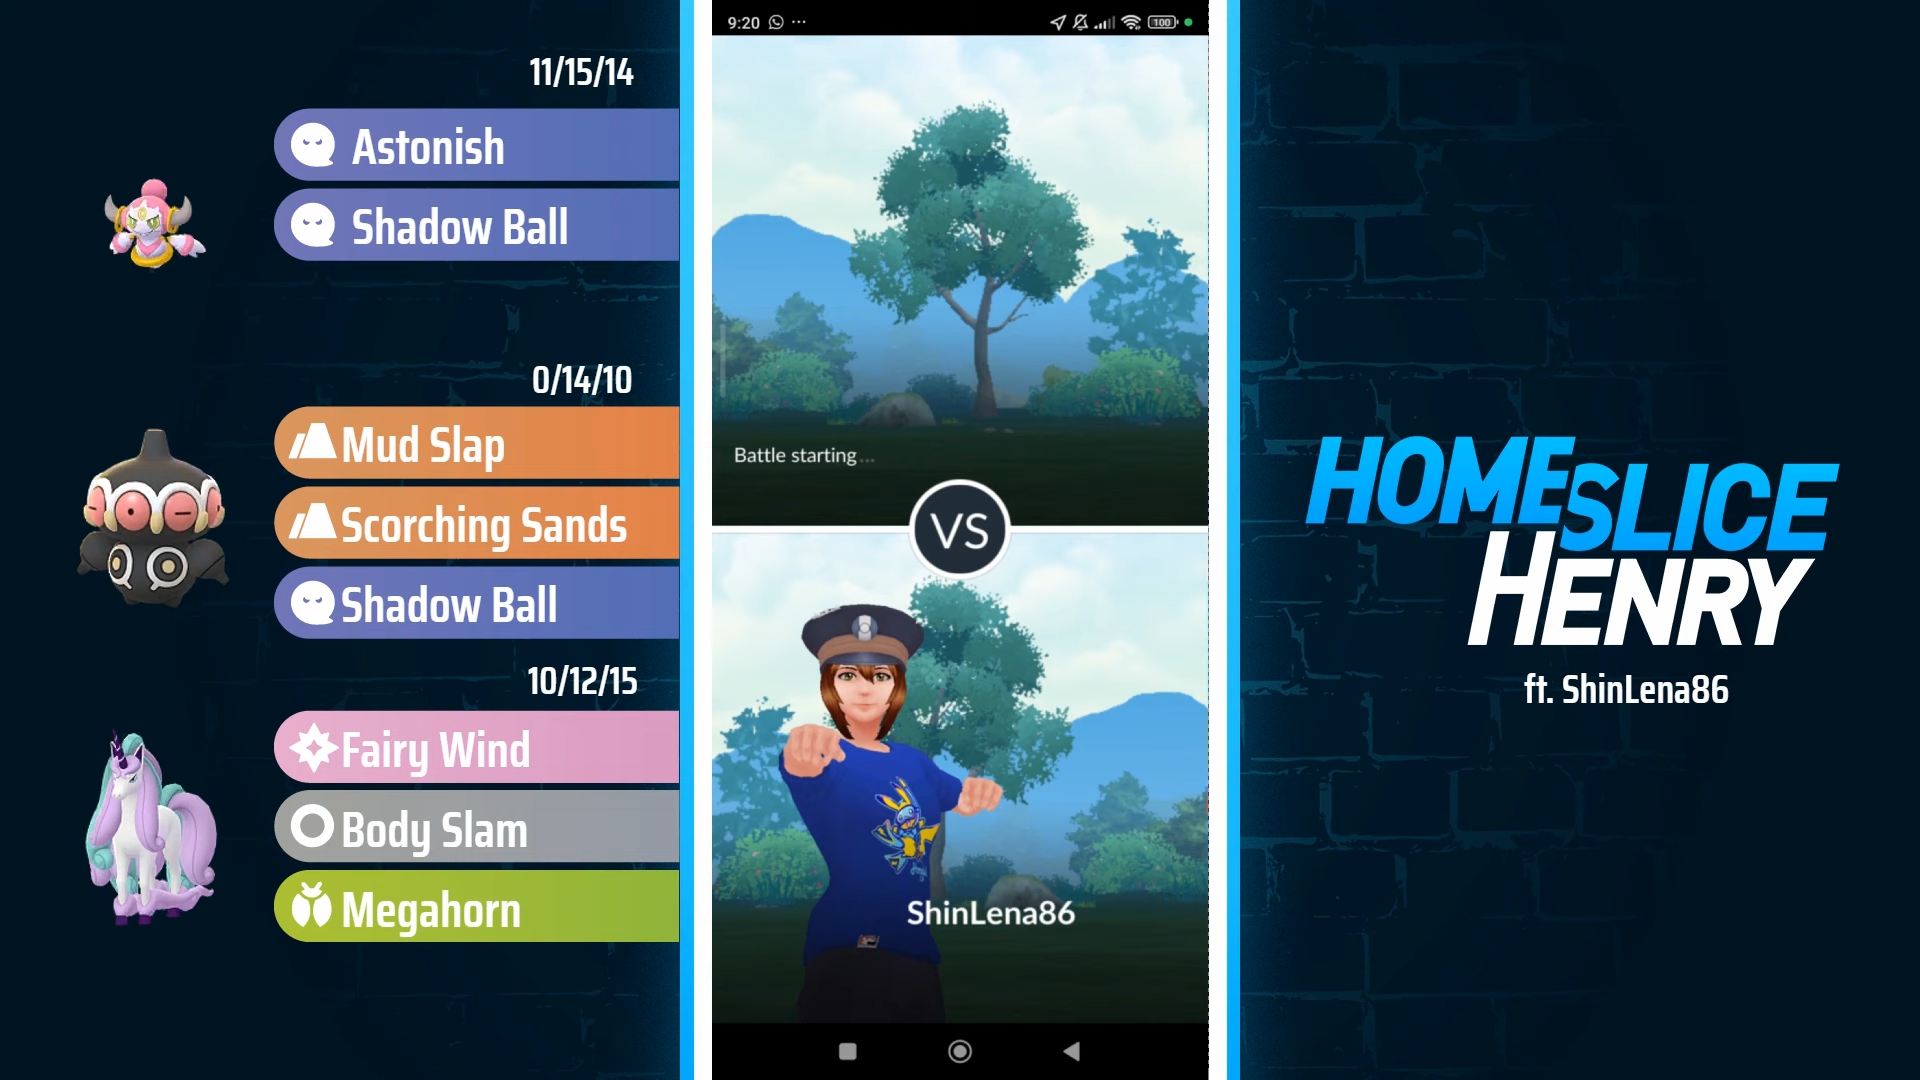 11/15/14
Astonish
Shadow Ball
0/14/10
Mud Slap
Scorching Sands
Shadow Ball
10/12/15
Fairy Wind
Body Slam
Megahorn
9:20 ...
100
Battle starting...
VS
ShinLena86
HOMESLICE
HENRY
ft. ShinLena86